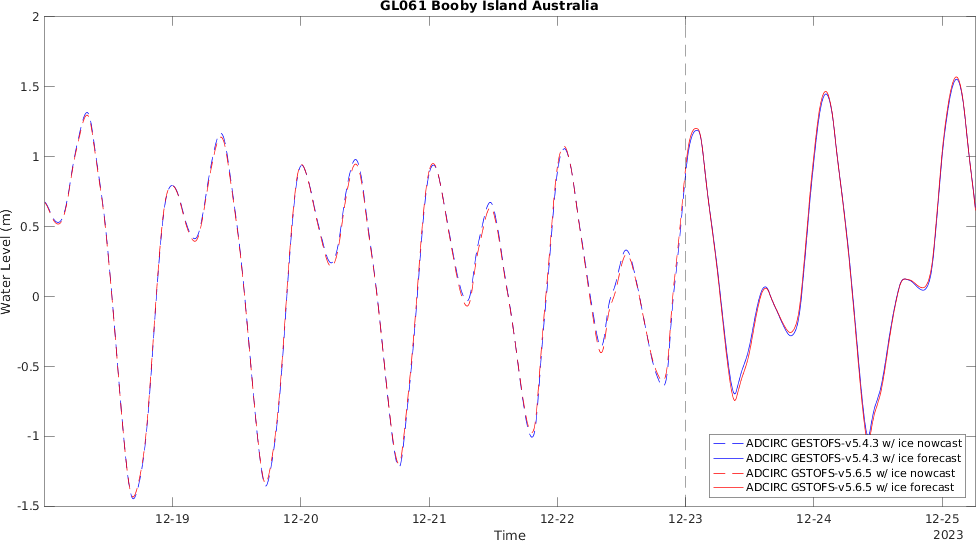 GL061 Booby Island Australia
2
1.5
1
0.5
0
-0.5
-1
-1.5
Water Level (m)
12-19
12-20
12-21
12-22
12-23
12-24
12-25
2023
Time
ADCIRC GESTOFS-v5.4.3 w/ ice nowcast
ADCIRC GESTOFS-v5.4.3 w/ ice forecast
ADCIRC GSTOFS-v5.6.5 w/ ice nowcast
ADCIRC GSTOFS-v5.6.5 w/ ice forecast